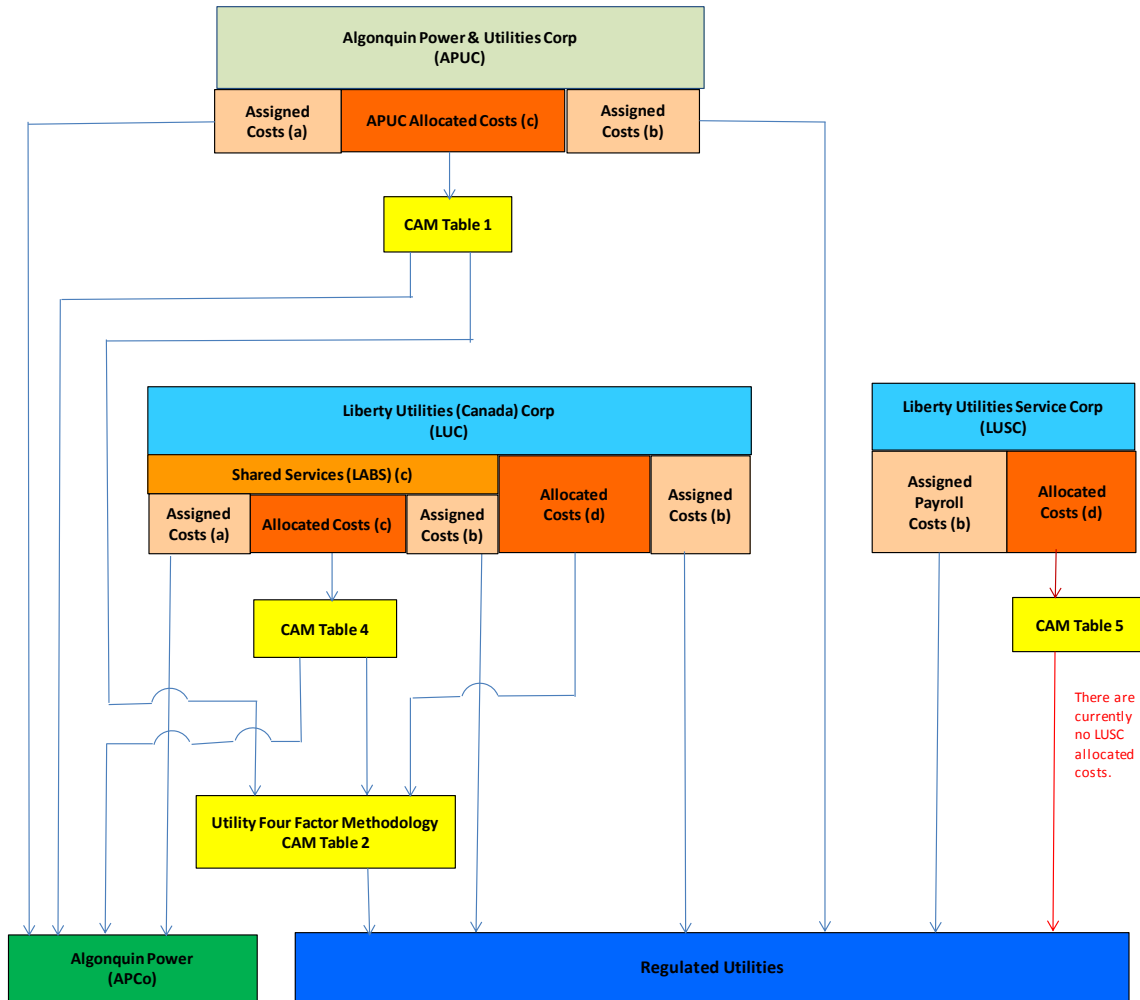 Algonquin Power & Utilities Corp
(APUC)
Assigned
Costs (a)
APUC Allocated Costs (c)
Assigned
Costs (b)
CAM Table 1
Liberty Utilities (Canada) Corp
(LUC)
Liberty Utilities Service Corp
(LUSC)
Shared Services (LABS) (c)
Assigned
Costs (a)
Allocated Costs (c)
Assigned
Costs (b)
Allocated
Costs (d)
Assigned
Costs (b)
Assigned
Payroll
Costs (b)
Allocated
Costs (d)
CAM Table 4
CAM Table 5
There are
currently
no LUSC
allocated
costs.
Utility Four Factor Methodology
CAM Table 2
Algonquin Power
(APCo)
Regulated Utilities